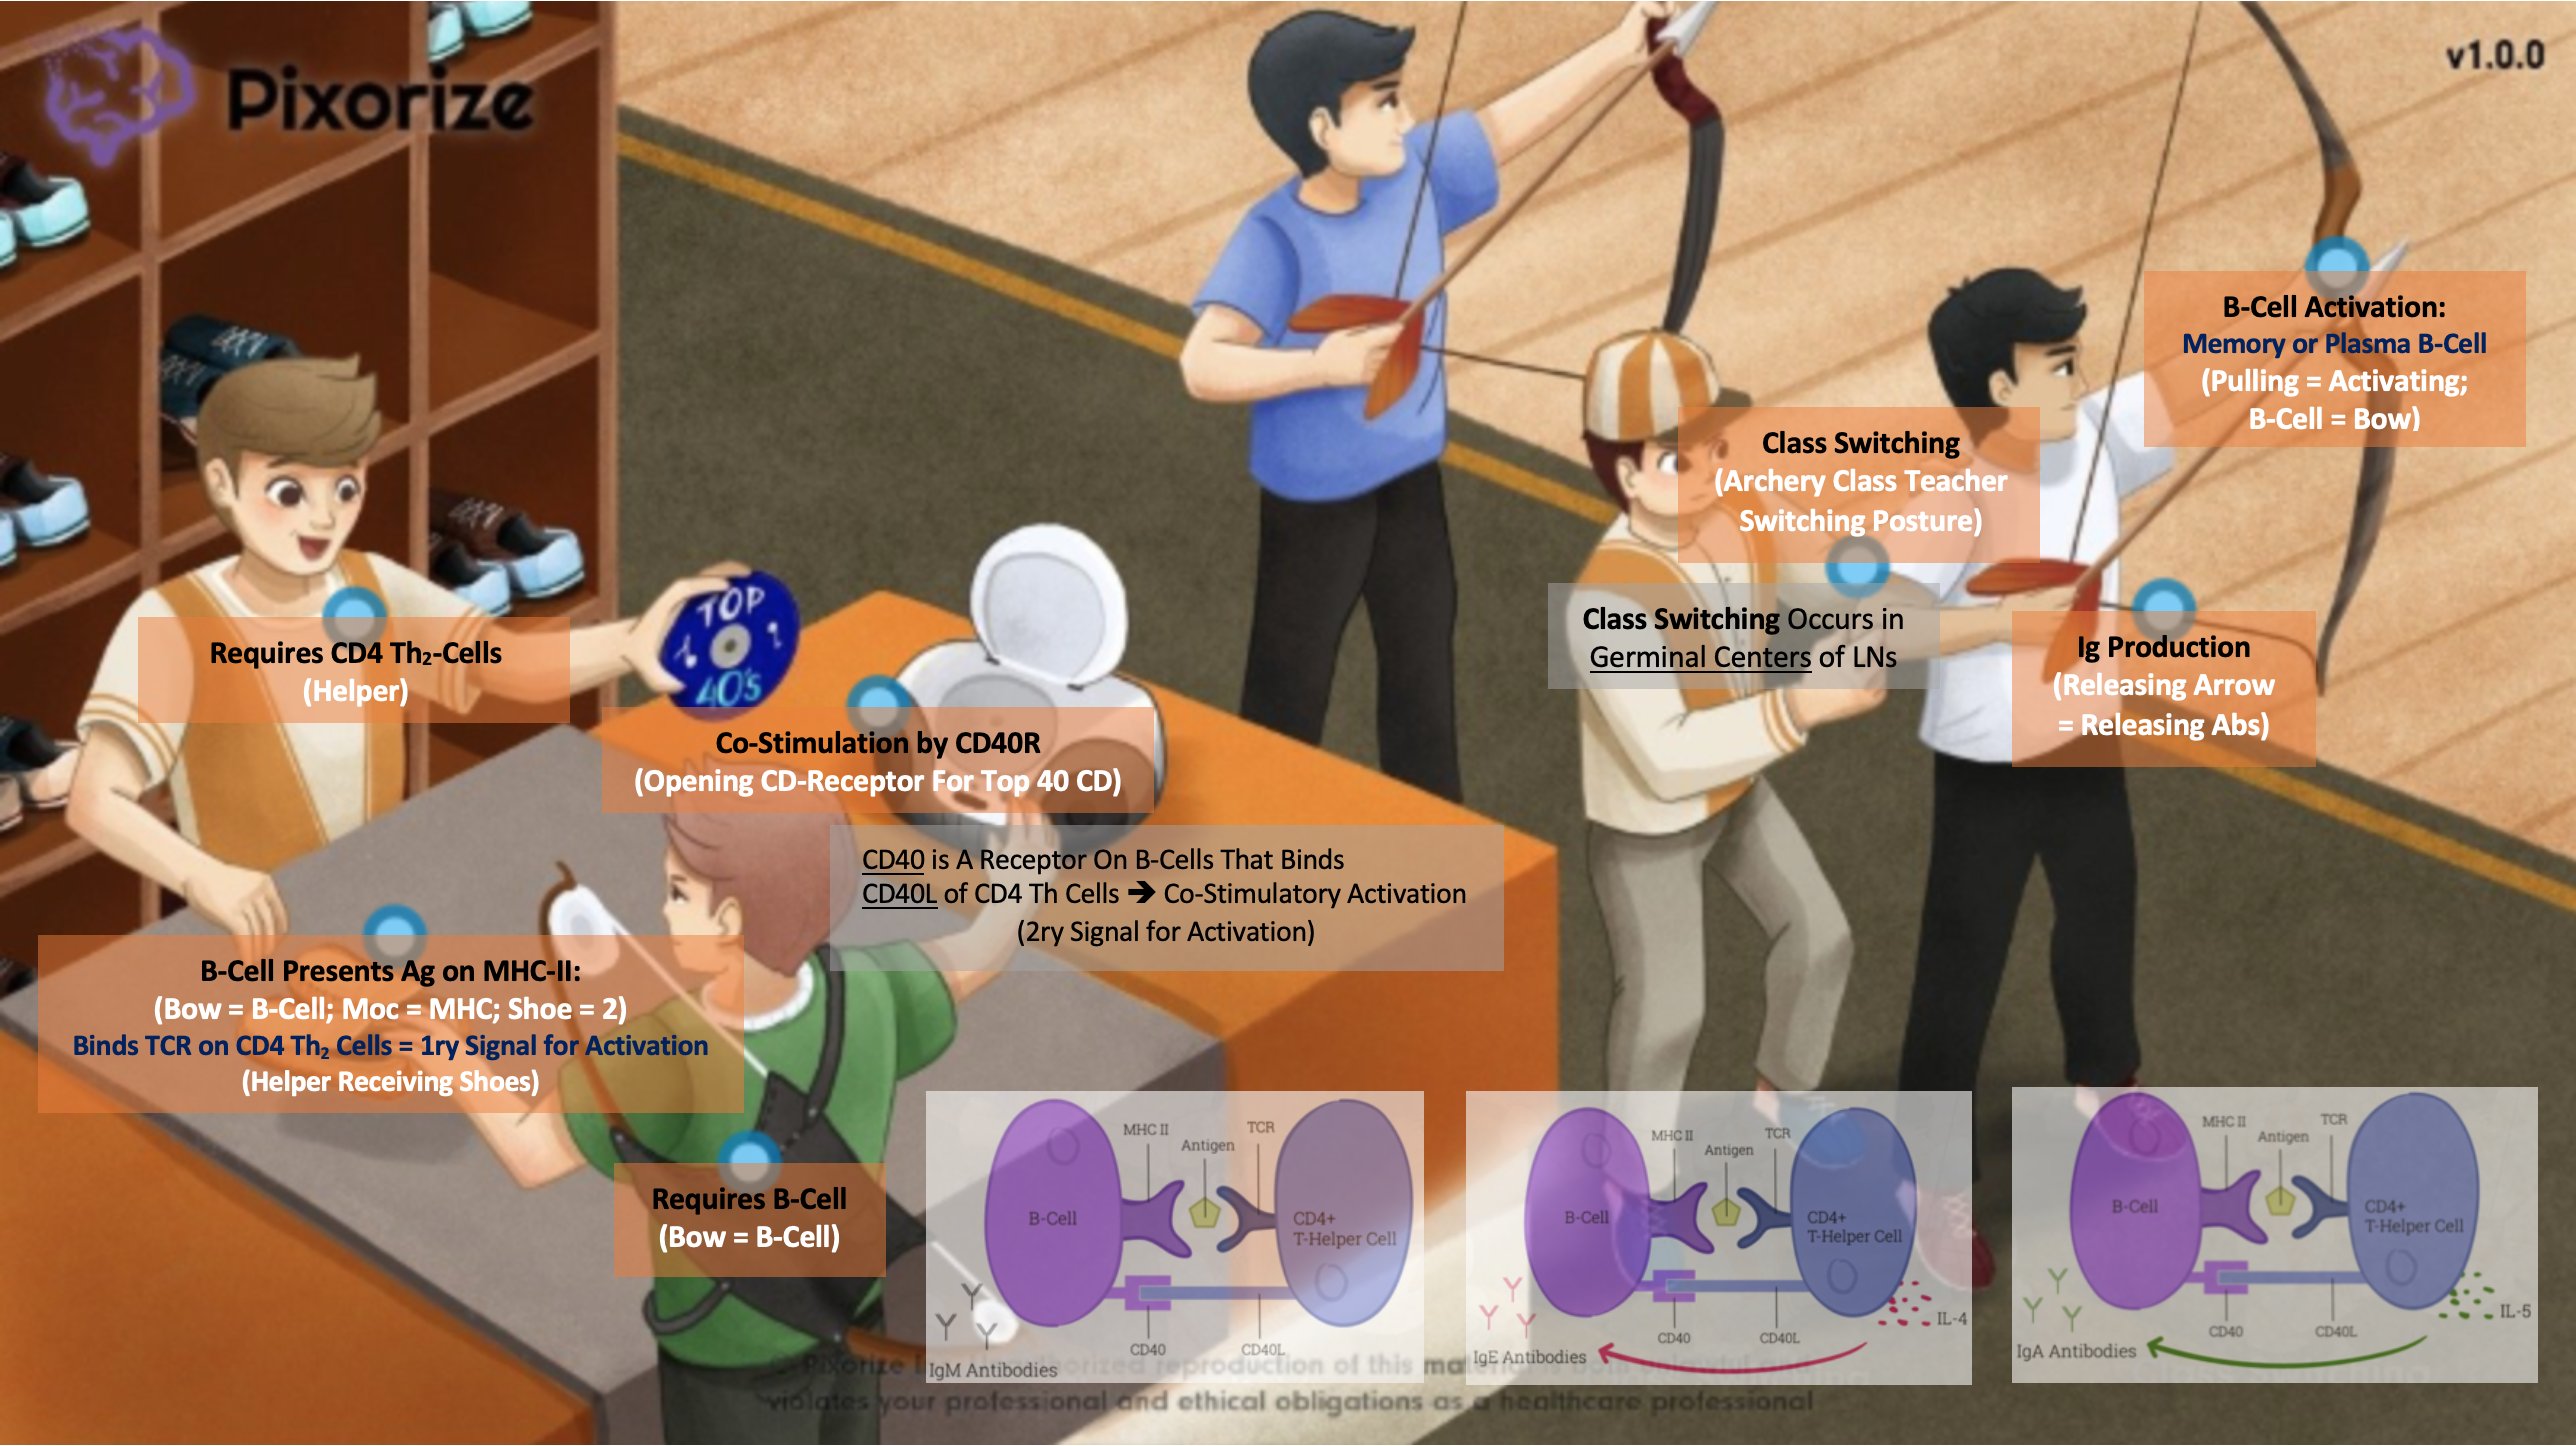 Pixorize
v1.0.0
B-Cell Activation:
Memory or Plasma B-Cell
(Pulling = Activating;
B-Cell = Bow)
Class Switching
(Archery Class Teacher
Switching Posture)
Class Switching Occurs in
Germinal Centers of LNs
Ig Production
(Releasing Arrow
= Releasing Abs)
Requires CD4 Th₂-Cells
(Helper)
TOP
40's
Co-Stimulation by CD40R
(Opening CD-Receptor For Top 40 CD)
CD40 is A Receptor On B-Cells That Binds
CD40L of CD4 Th Cells ➔ Co-Stimulatory Activation
(2ry Signal for Activation)
B-Cell Presents Ag on MHC-II:
(Bow = B-Cell; Moc = MHC; Shoe = 2)
Binds TCR on CD4 Th₂ Cells = 1ry Signal for Activation
(Helper Receiving Shoes)
Requires B-Cell
(Bow = B-Cell)
MHC II
Antigen
TCR
B-Cell
CD4+
T-Helper Cell
CD40
CD40L
IgM Antibodies
MHC II
Antigen
TCR
B-Cell
CD4+
T-Helper Cell
IL-4
CD40
CD40L
IgE Antibodies
MHC II
Antigen
TCR
B-Cell
CD4+
T-Helper Cell
IL-5
CD40
CD40L
IgA Antibodies
Pixorize reproduction of this
violates your professional and ethical obligations as a healthcare professional